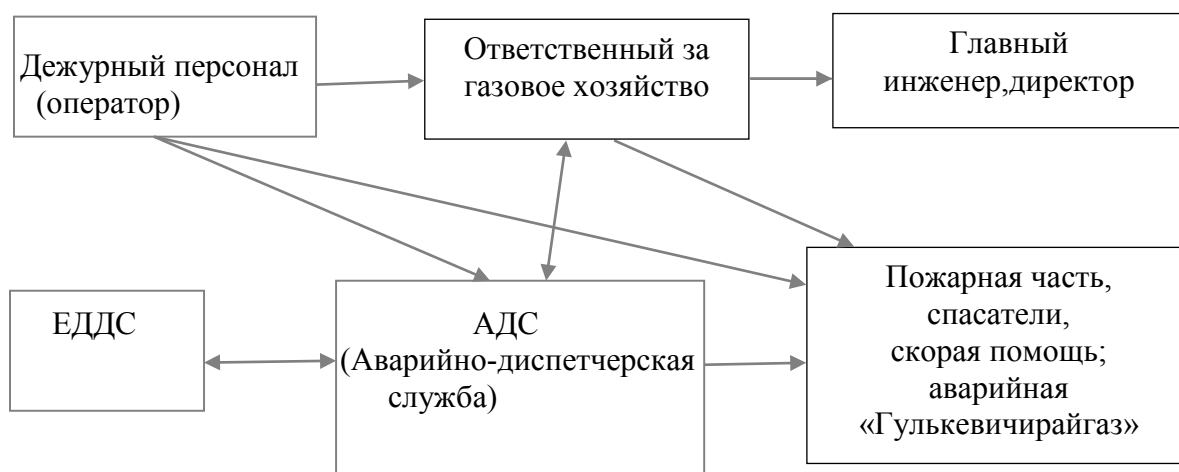 Дежурный персонал
(оператор)
Ответственный за
газовое хозяйство
Главный
инженер,директор
ЕДДС
АДС
(Аварийно-диспетчерская
служба)
Пожарная часть,
спасатели,
скорая помощь;
аварийная
«Гулькевичирайгаз»